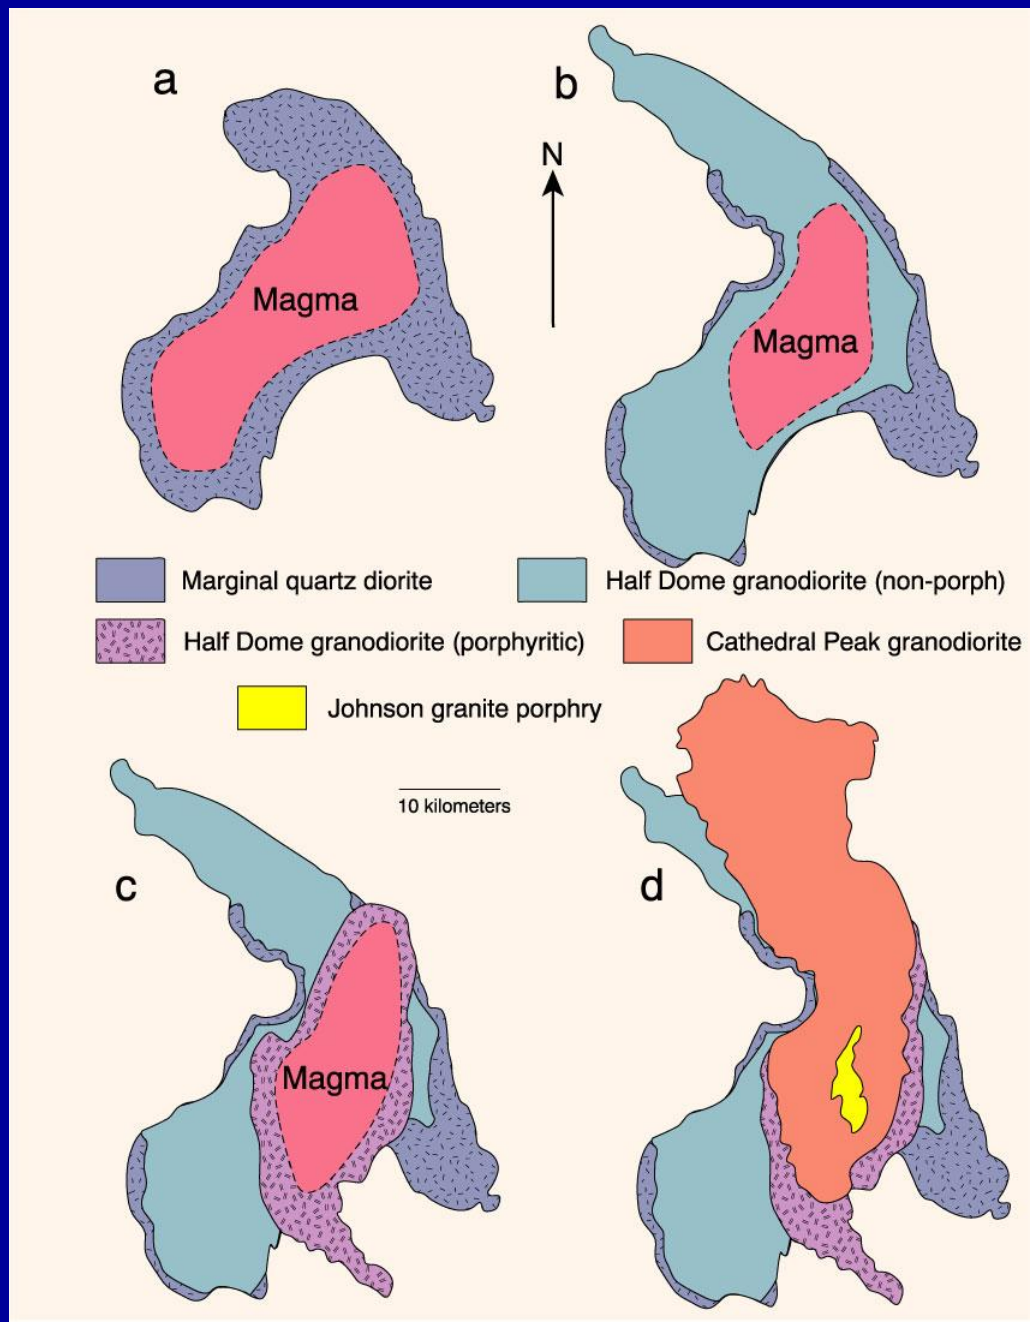 a
b
N
Magma
Magma
Marginal quartz diorite
Half Dome granodiorite (non-porph)
Half Dome granodiorite (porphyritic)
Cathedral Peak granodiorite
Johnson granite porphry
10 kilometers
c
d
Magma